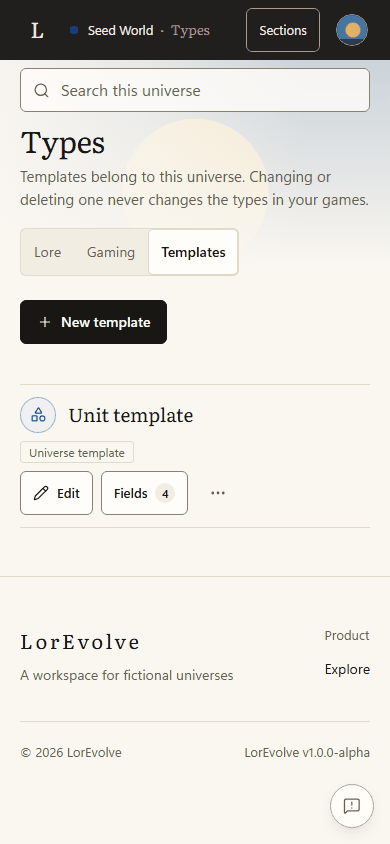 L
Seed World · Types
Sections
Search this universe
Types
Templates belong to this universe. Changing or
deleting one never changes the types in your games.
Lore
Gaming
Templates
New template
Unit template
Universe template
Edit
Fields 4
LorEvolve
A workspace for fictional universes
Product
Explore
© 2026 LorEvolve
LorEvolve v1.0.0-alpha